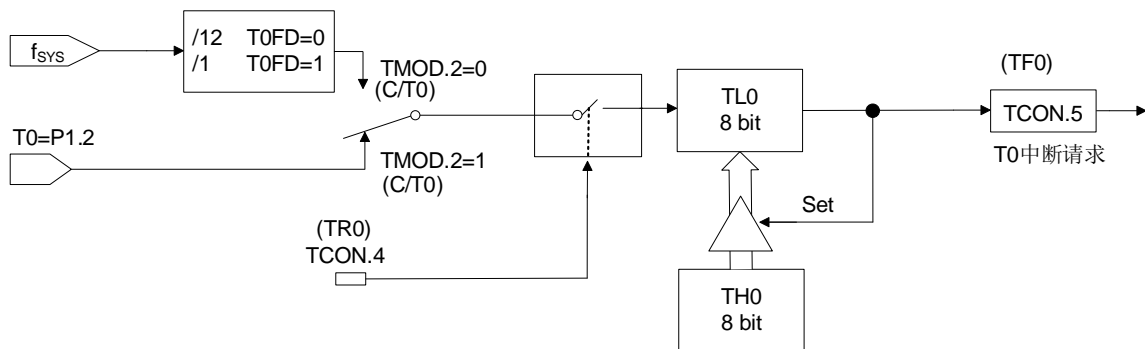 fSYS
/12 T0FD=0
/1 T0FD=1
TMOD.2=0
(C/T0)
T0=P1.2
TMOD.2=1
(C/T0)
(TR0)
TCON.4
TL0
8 bit
Set
TH0
8 bit
(TF0)
TCON.5
T0中断请求